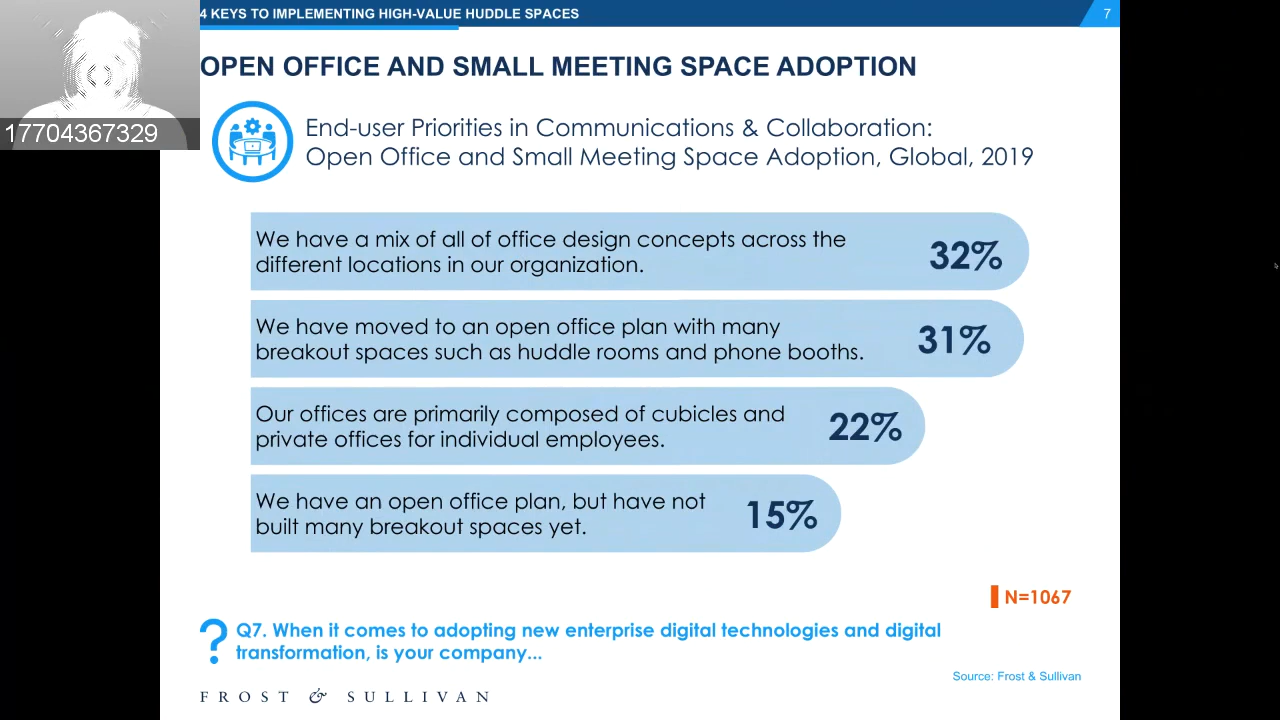 4 KEYS TO IMPLEMENTING HIGH-VALUE HUDDLE SPACES
7
OPEN OFFICE AND SMALL MEETING SPACE ADOPTION
17704367329
End-user Priorities in Communications & Collaboration:
Open Office and Small Meeting Space Adoption, Global, 2019
We have a mix of all of office design concepts across the
different locations in our organization.
32%
We have moved to an open office plan with many
breakout spaces such as huddle rooms and phone booths.
31%
Our offices are primarily composed of cubicles and
private offices for individual employees.
22%
We have an open office plan, but have not
built many breakout spaces yet.
15%
N=1067
? Q7. When it comes to adopting new enterprise digital technologies and digital
transformation, is your company...
Source: Frost & Sullivan
FROST & SULLIVAN